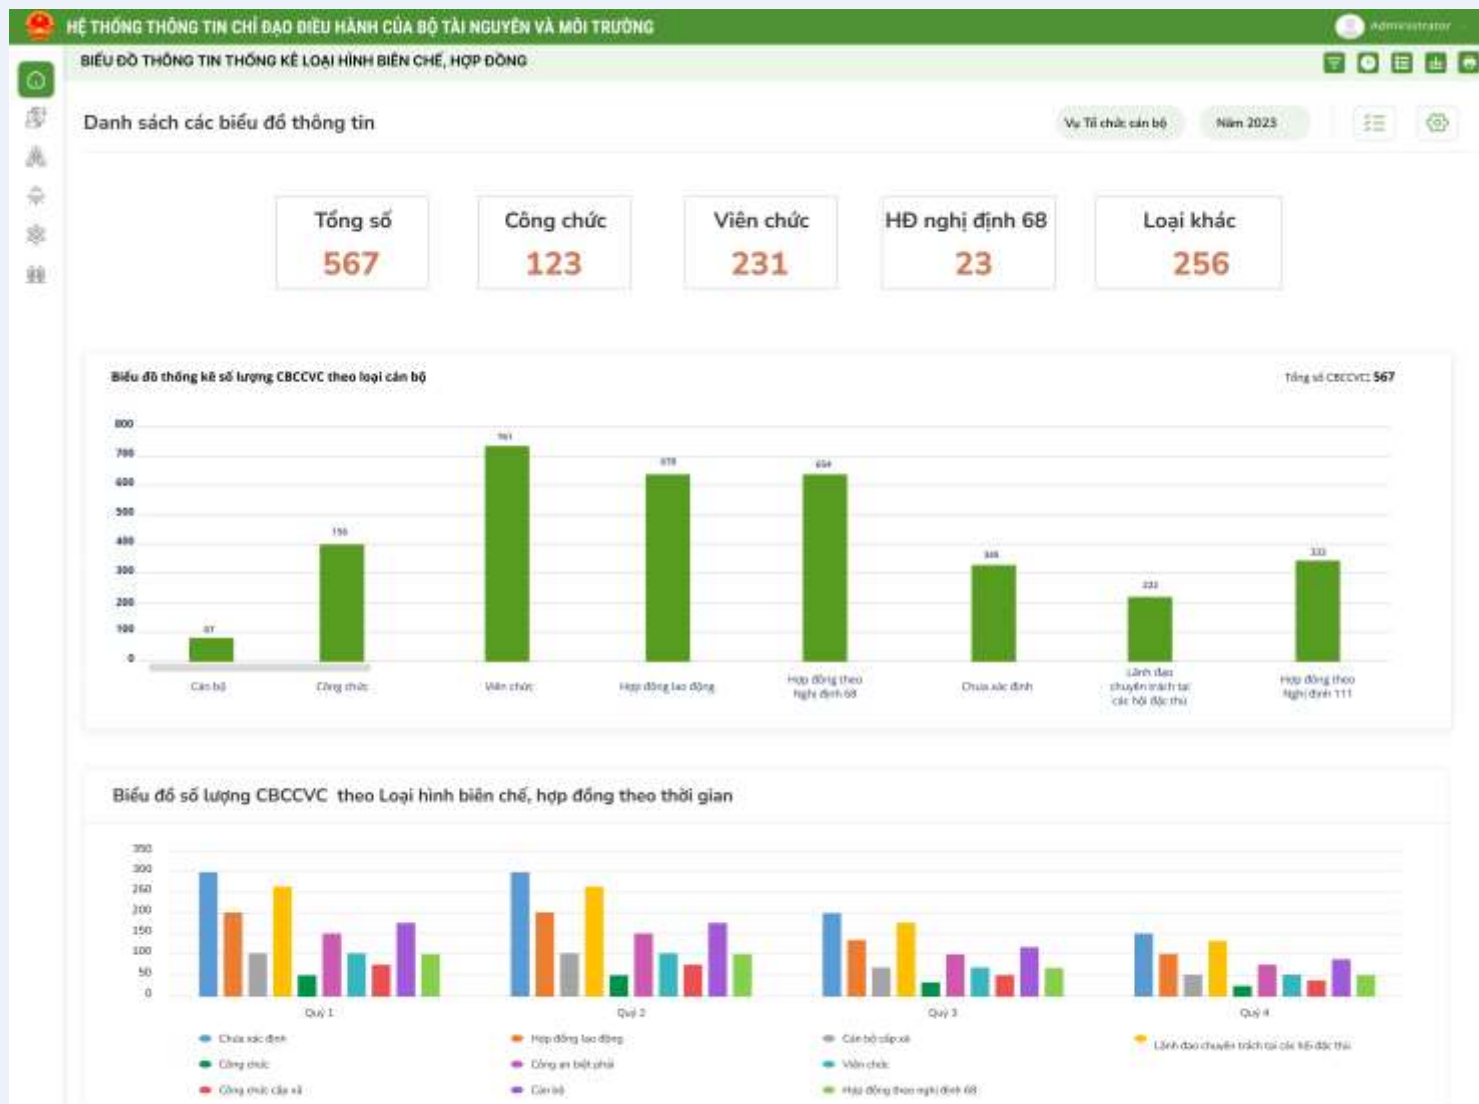 HỆ THỐNG THÔNG TIN CHỈ ĐẠO ĐIỀU HÀNH CỦA BỘ TÀI NGUYÊN VÀ MÔI TRƯỜNG
Administrator
BIỂU ĐỒ THÔNG TIN THỐNG KÊ LOẠI HÌNH BIÊN CHẾ, HỢP ĐỒNG
Danh sách các biểu đồ thông tin
Vụ Tổ chức cán bộ
Năm 2023
Tổng số
567
Công chức
123
Viên chức
231
HĐ nghị định 68
23
Loại khác
256
Biểu đồ thống kê số lượng CBCCVC theo loại cán bộ
Tổng số CBCCVC: 567
800
700
600
500
400
300
200
100
0
67
156
761
678
654
345
232
333
Cán bộ
Công chức
Viên chức
Hợp đồng lao động
Hợp đồng theo
Nghị định 68
Chưa xác định
Lãnh đạo
chuyên trách tại
các hội đặc thù
Hợp đồng theo
Nghị định 111
Biểu đồ số lượng CBCCVC theo Loại hình biên chế, hợp đồng theo thời gian
350
300
250
200
150
100
50
0
Quý 1
Quý 2
Quý 3
Quý 4
Chưa xác định
Hợp đồng lao động
Cán bộ cấp xã
Lãnh đạo chuyên trách tại các hội đặc thù
Công chức
Công an biệt phái
Viên chức
Công chức cấp xã
Cán bộ
Hợp đồng theo nghị định 68